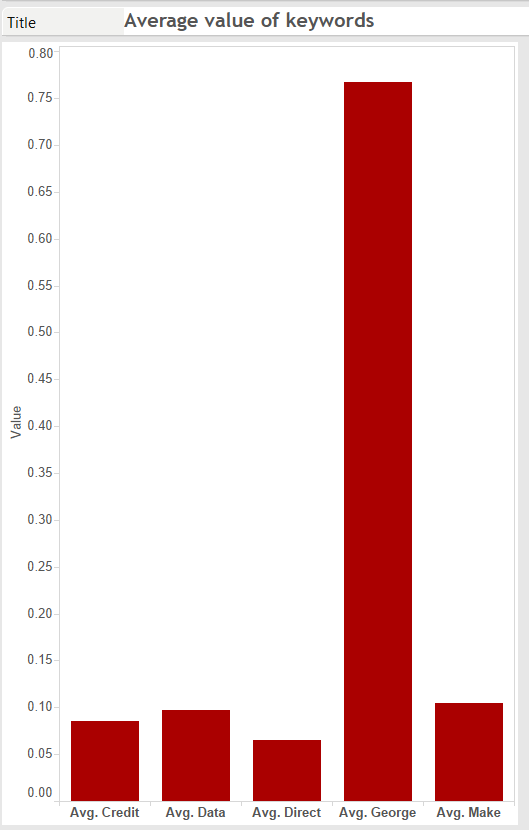 Title
Average value of keywords
0.80
0.75
0.70
0.65
0.60
0.55
0.50
0.45
0.40
0.35
0.30
0.25
0.20
0.15
0.10
0.05
0.00
Value
Avg. Credit
Avg. Data
Avg. Direct
Avg. George
Avg. Make